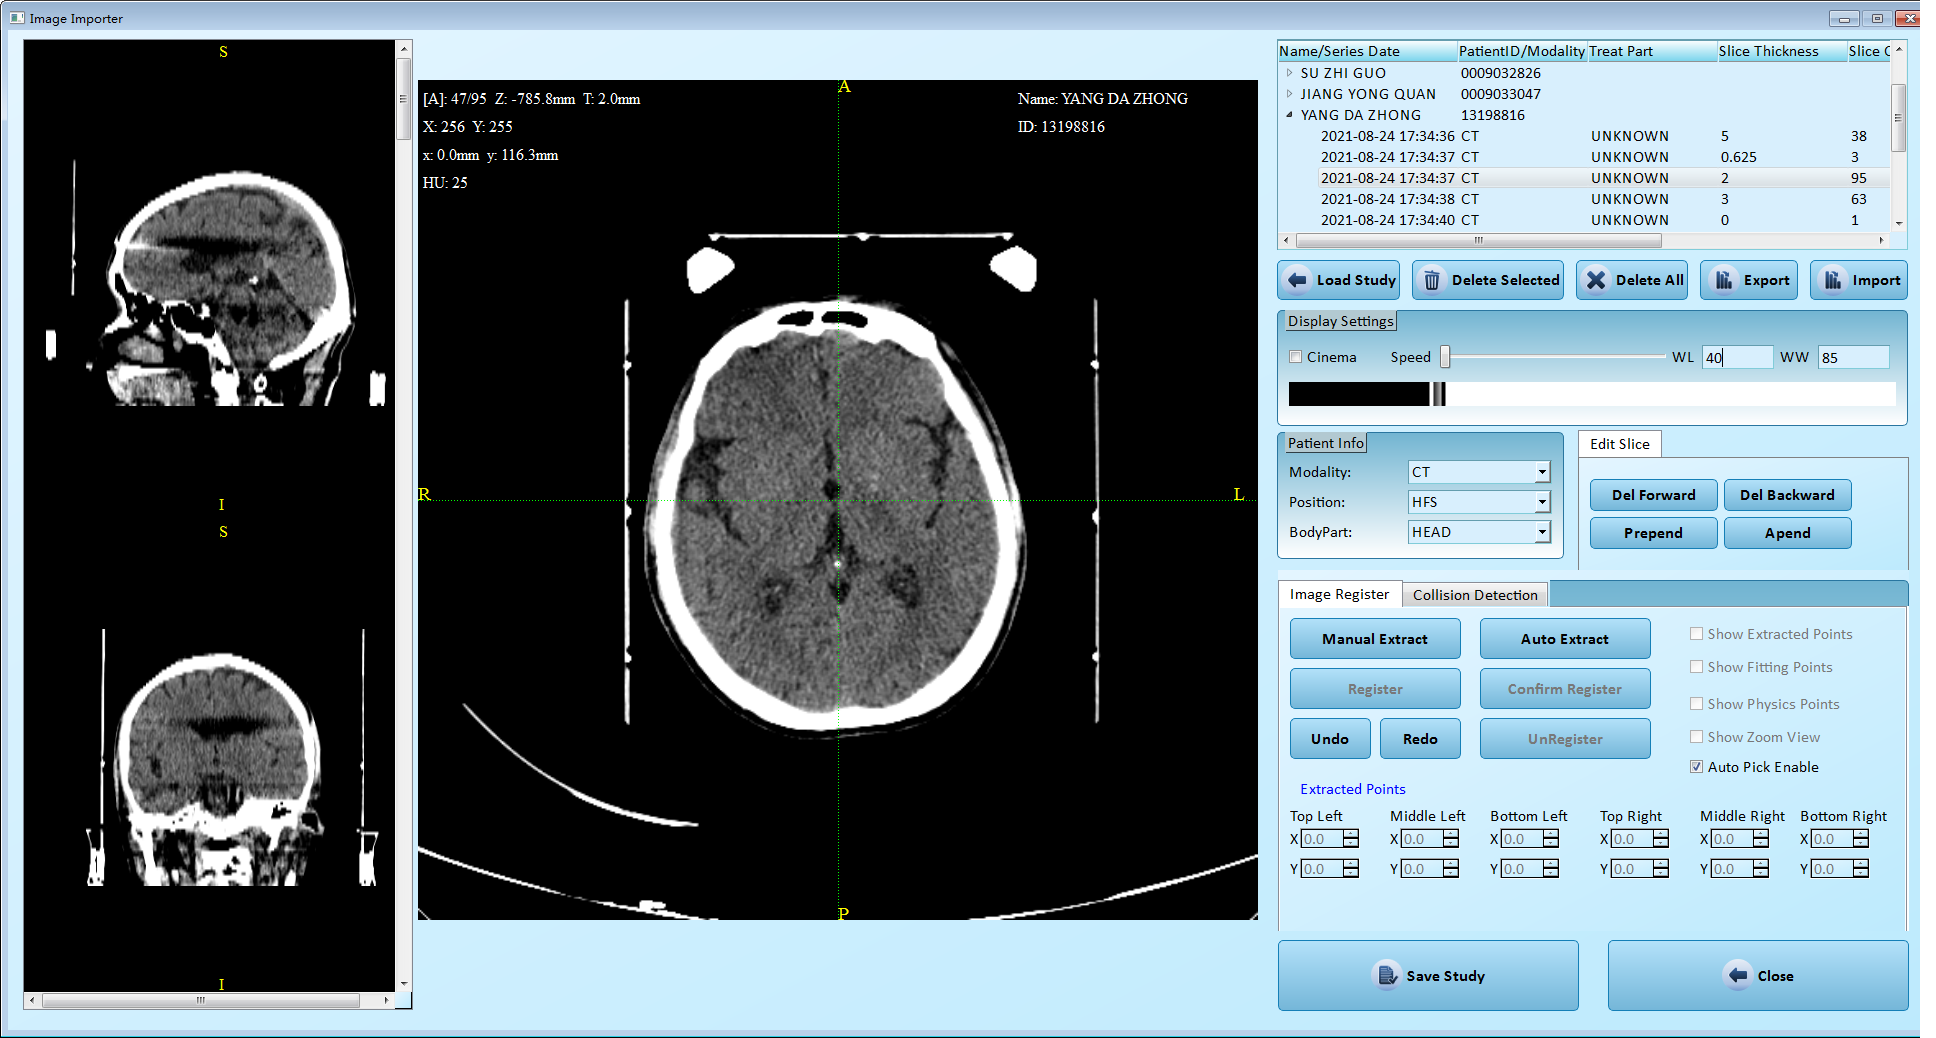 Image Importer
S
I
S
I
A
[A]: 47/95 Z: -785.8mm T: 2.0mm
X: 256 Y: 255
x: 0.0mm y: 116.3mm
HU: 25
Name: YANG DA ZHONG
ID: 13198816
R
L
P
Name/Series Date PatientID/Modality Treat Part Slice Thickness Slice C
SU ZHI GUO 0009032826
JIANG YONG QUAN 0009033047
YANG DA ZHONG 13198816
2021-08-24 17:34:36 CT UNKNOWN 5 38
2021-08-24 17:34:37 CT UNKNOWN 0.625 3
2021-08-24 17:34:37 CT UNKNOWN 2 95
2021-08-24 17:34:38 CT UNKNOWN 3 63
2021-08-24 17:34:40 CT UNKNOWN 0 1
Load Study Delete Selected Delete All Export Import
Display Settings
Cinema Speed WL 40 WW 85
Patient Info
Modality: CT
Position: HFS
BodyPart: HEAD
Edit Slice
Del Forward Del Backward
Prepend Apend
Image Register Collision Detection
Manual Extract Auto Extract
Register Confirm Register
Undo Redo UnRegister
Show Extracted Points
Show Fitting Points
Show Physics Points
Show Zoom View
Auto Pick Enable
Extracted Points
Top Left Middle Left Bottom Left Top Right Middle Right Bottom Right
X 0.0 X 0.0 X 0.0 X 0.0 X 0.0 X 0.0
Y 0.0 Y 0.0 Y 0.0 Y 0.0 Y 0.0 Y 0.0
Save Study Close